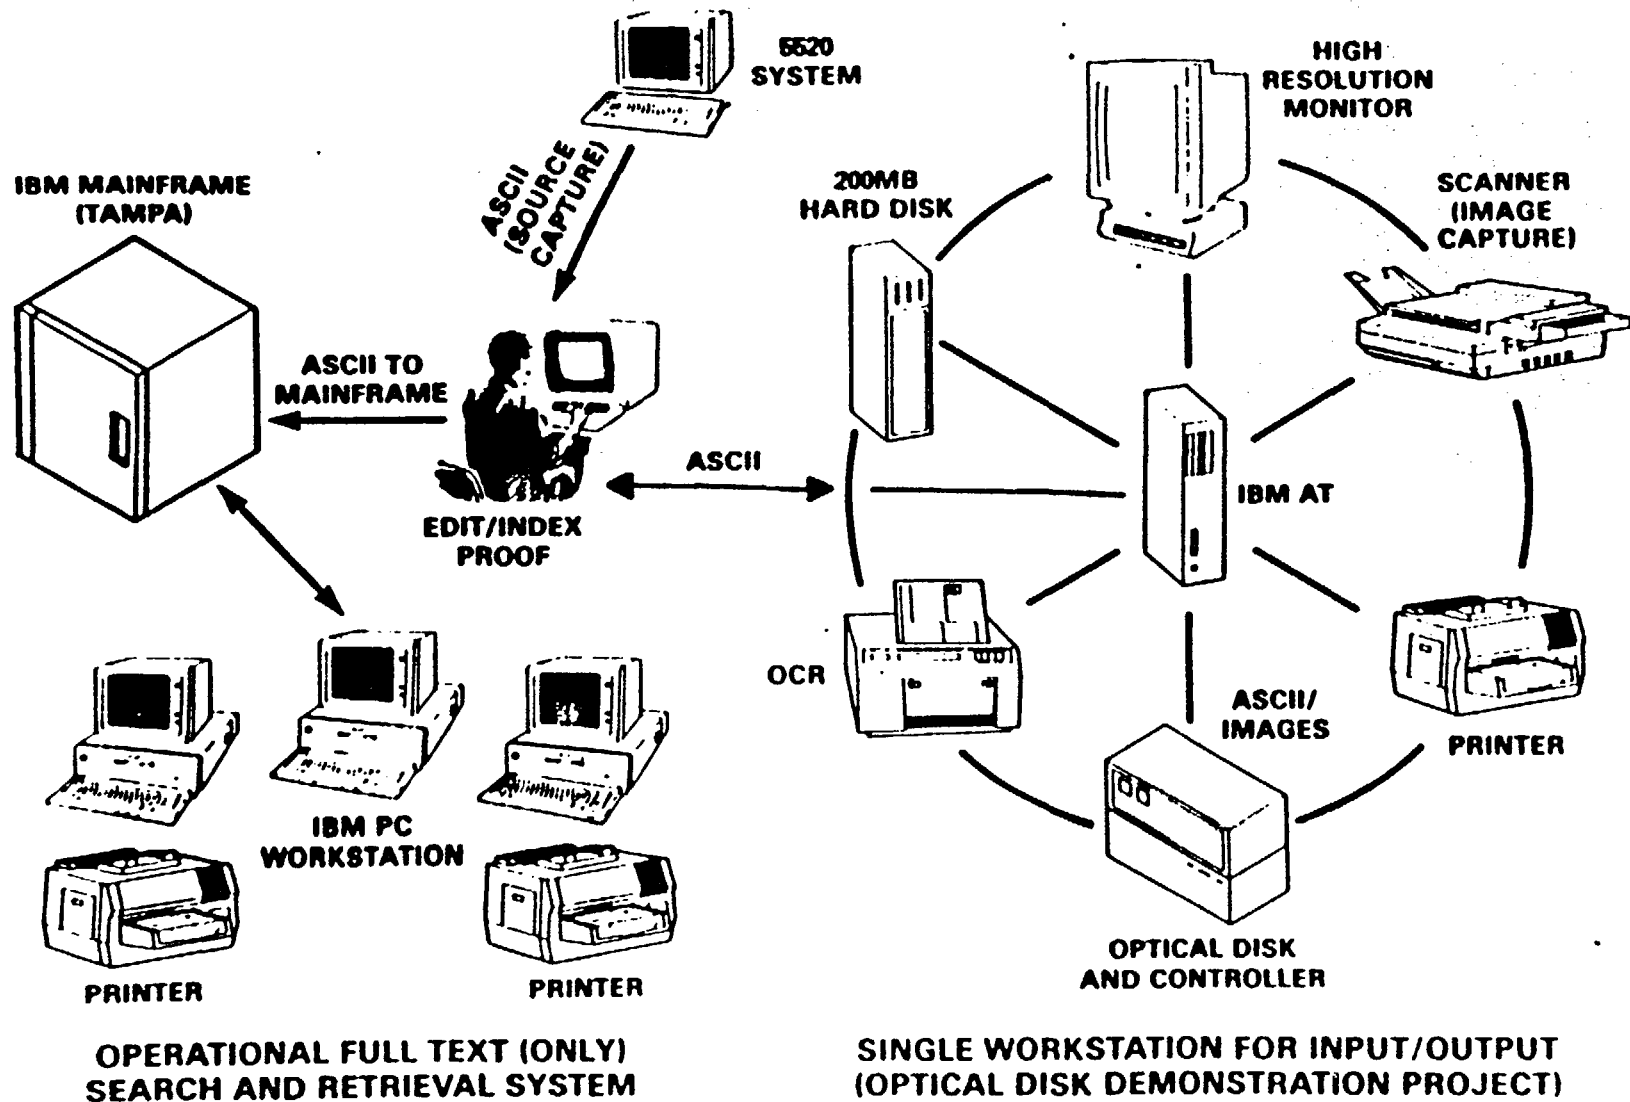 5520
SYSTEM
HIGH
RESOLUTION
MONITOR
IBM MAINFRAME
(TAMPA)
ASCII
(SOURCE
CAPTURE)
200MB
HARD DISK
SCANNER
(IMAGE
CAPTURE)
ASCII TO
MAINFRAME
ASCII
IBM AT
EDIT/INDEX
PROOF
OCR
ASCII/
IMAGES
PRINTER
IBM PC
WORKSTATION
OPTICAL DISK
AND CONTROLLER
PRINTER
PRINTER
OPERATIONAL FULL TEXT (ONLY)
SEARCH AND RETRIEVAL SYSTEM
SINGLE WORKSTATION FOR INPUT/OUTPUT
(OPTICAL DISK DEMONSTRATION PROJECT)